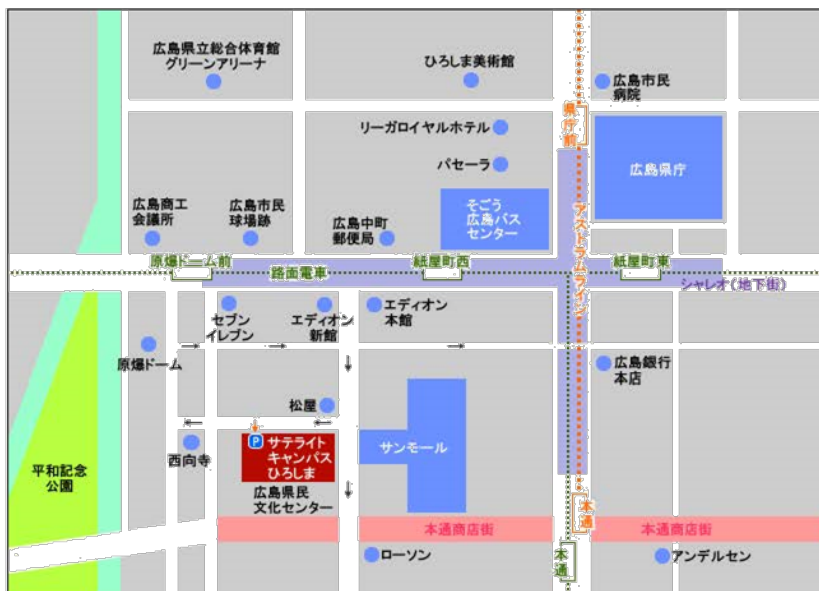 広島県立総合体育館
グリーンアリーナ
ひろしま美術館
広島市民
病院
県庁前
リーガロイヤルホテル
パセーラ
広島県庁
広島商工
会議所
広島市民
球場跡
広島中町
郵便局
そごう
広島バス
センター
アストラムライン
原爆ドーム前
路面電車
紙屋町西
紙屋町東
シャレオ(地下街)
セブン
イレブン
エディオン
新館
エディオン
本館
原爆ドーム
広島銀行
本店
松屋
P
サテライト
キャンパス
ひろしま
サンモール
西向寺
平和記念
公園
広島県民
文化センター
本通
本通商店街
本通商店街
ローソン
本通
アンデルセン